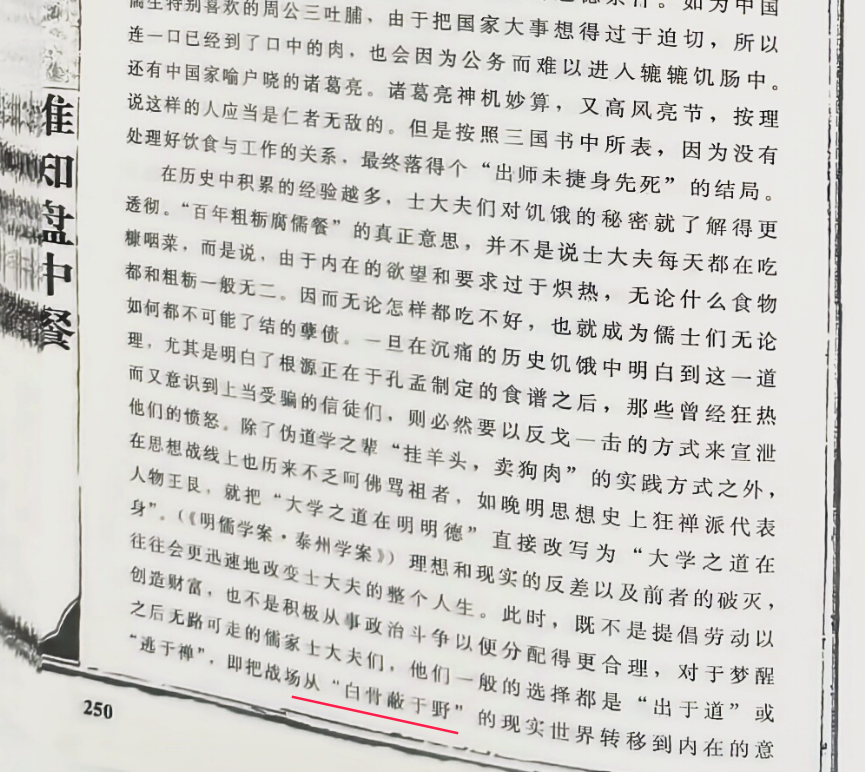 儒生特别喜欢的周公三吐脯，由于把国家大事想得过于迫切，所以
连一口已经到了口中的肉，也会因为公务而难以进入辘辘饥肠中。
还有中国家喻户晓的诸葛亮。诸葛亮神机妙算，又高风亮节，按理
说这样的人应当是仁者无敌的。但是按照三国书中所表，因为没有
处理好饮食与工作的关系，最终落得个“出师未捷身先死”的结局。
在历史中积累的经验越多，士大夫们对饥饿的秘密就了解得更
透彻。“百年粗粝腐儒餐”的真正意思，并不是说士大夫每天都在吃
糠咽菜，而是说，由于内在的欲望和要求过于炽热，无论什么食物
都和粗粝一般无二。因而无论怎样都吃不好，也就成为儒士们无论
如何都不可能了结的孽债。一旦在沉痛的历史饥饿中明白到这一道
理，尤其是明白了根源正在于孔孟制定的食谱之后，那些曾经狂热
而又意识到上当受骗的信徒们，则必然要以反戈一击的方式来宣泄
他们的愤怒。除了伪道学之辈“挂羊头，卖狗肉”的实践方式之外，
在思想战线上也历来不乏呵佛骂祖者，如晚明思想史上狂禅派代表
人物王艮，就把“大学之道在明明德”直接改写为“大学之道在
身”。（《明儒学案·泰州学案》）理想和现实的反差以及前者的破灭，
往往会更迅速地改变士大夫的整个人生。此时，既不是提倡劳动以
创造财富，也不是积极从事政治斗争以便分配得更合理，对于梦醒
之后无路可走的儒家士大夫们，他们一般的选择都是“出于道”或
“逃于禅”，即把战场从“白骨蔽于野”的现实世界转移到内在的意
谁知盘中餐
250